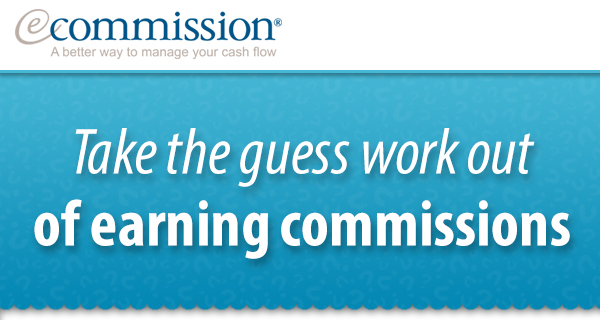 ecommission®
A better way to manage your cash flow
Take the guess work out
of earning commissions